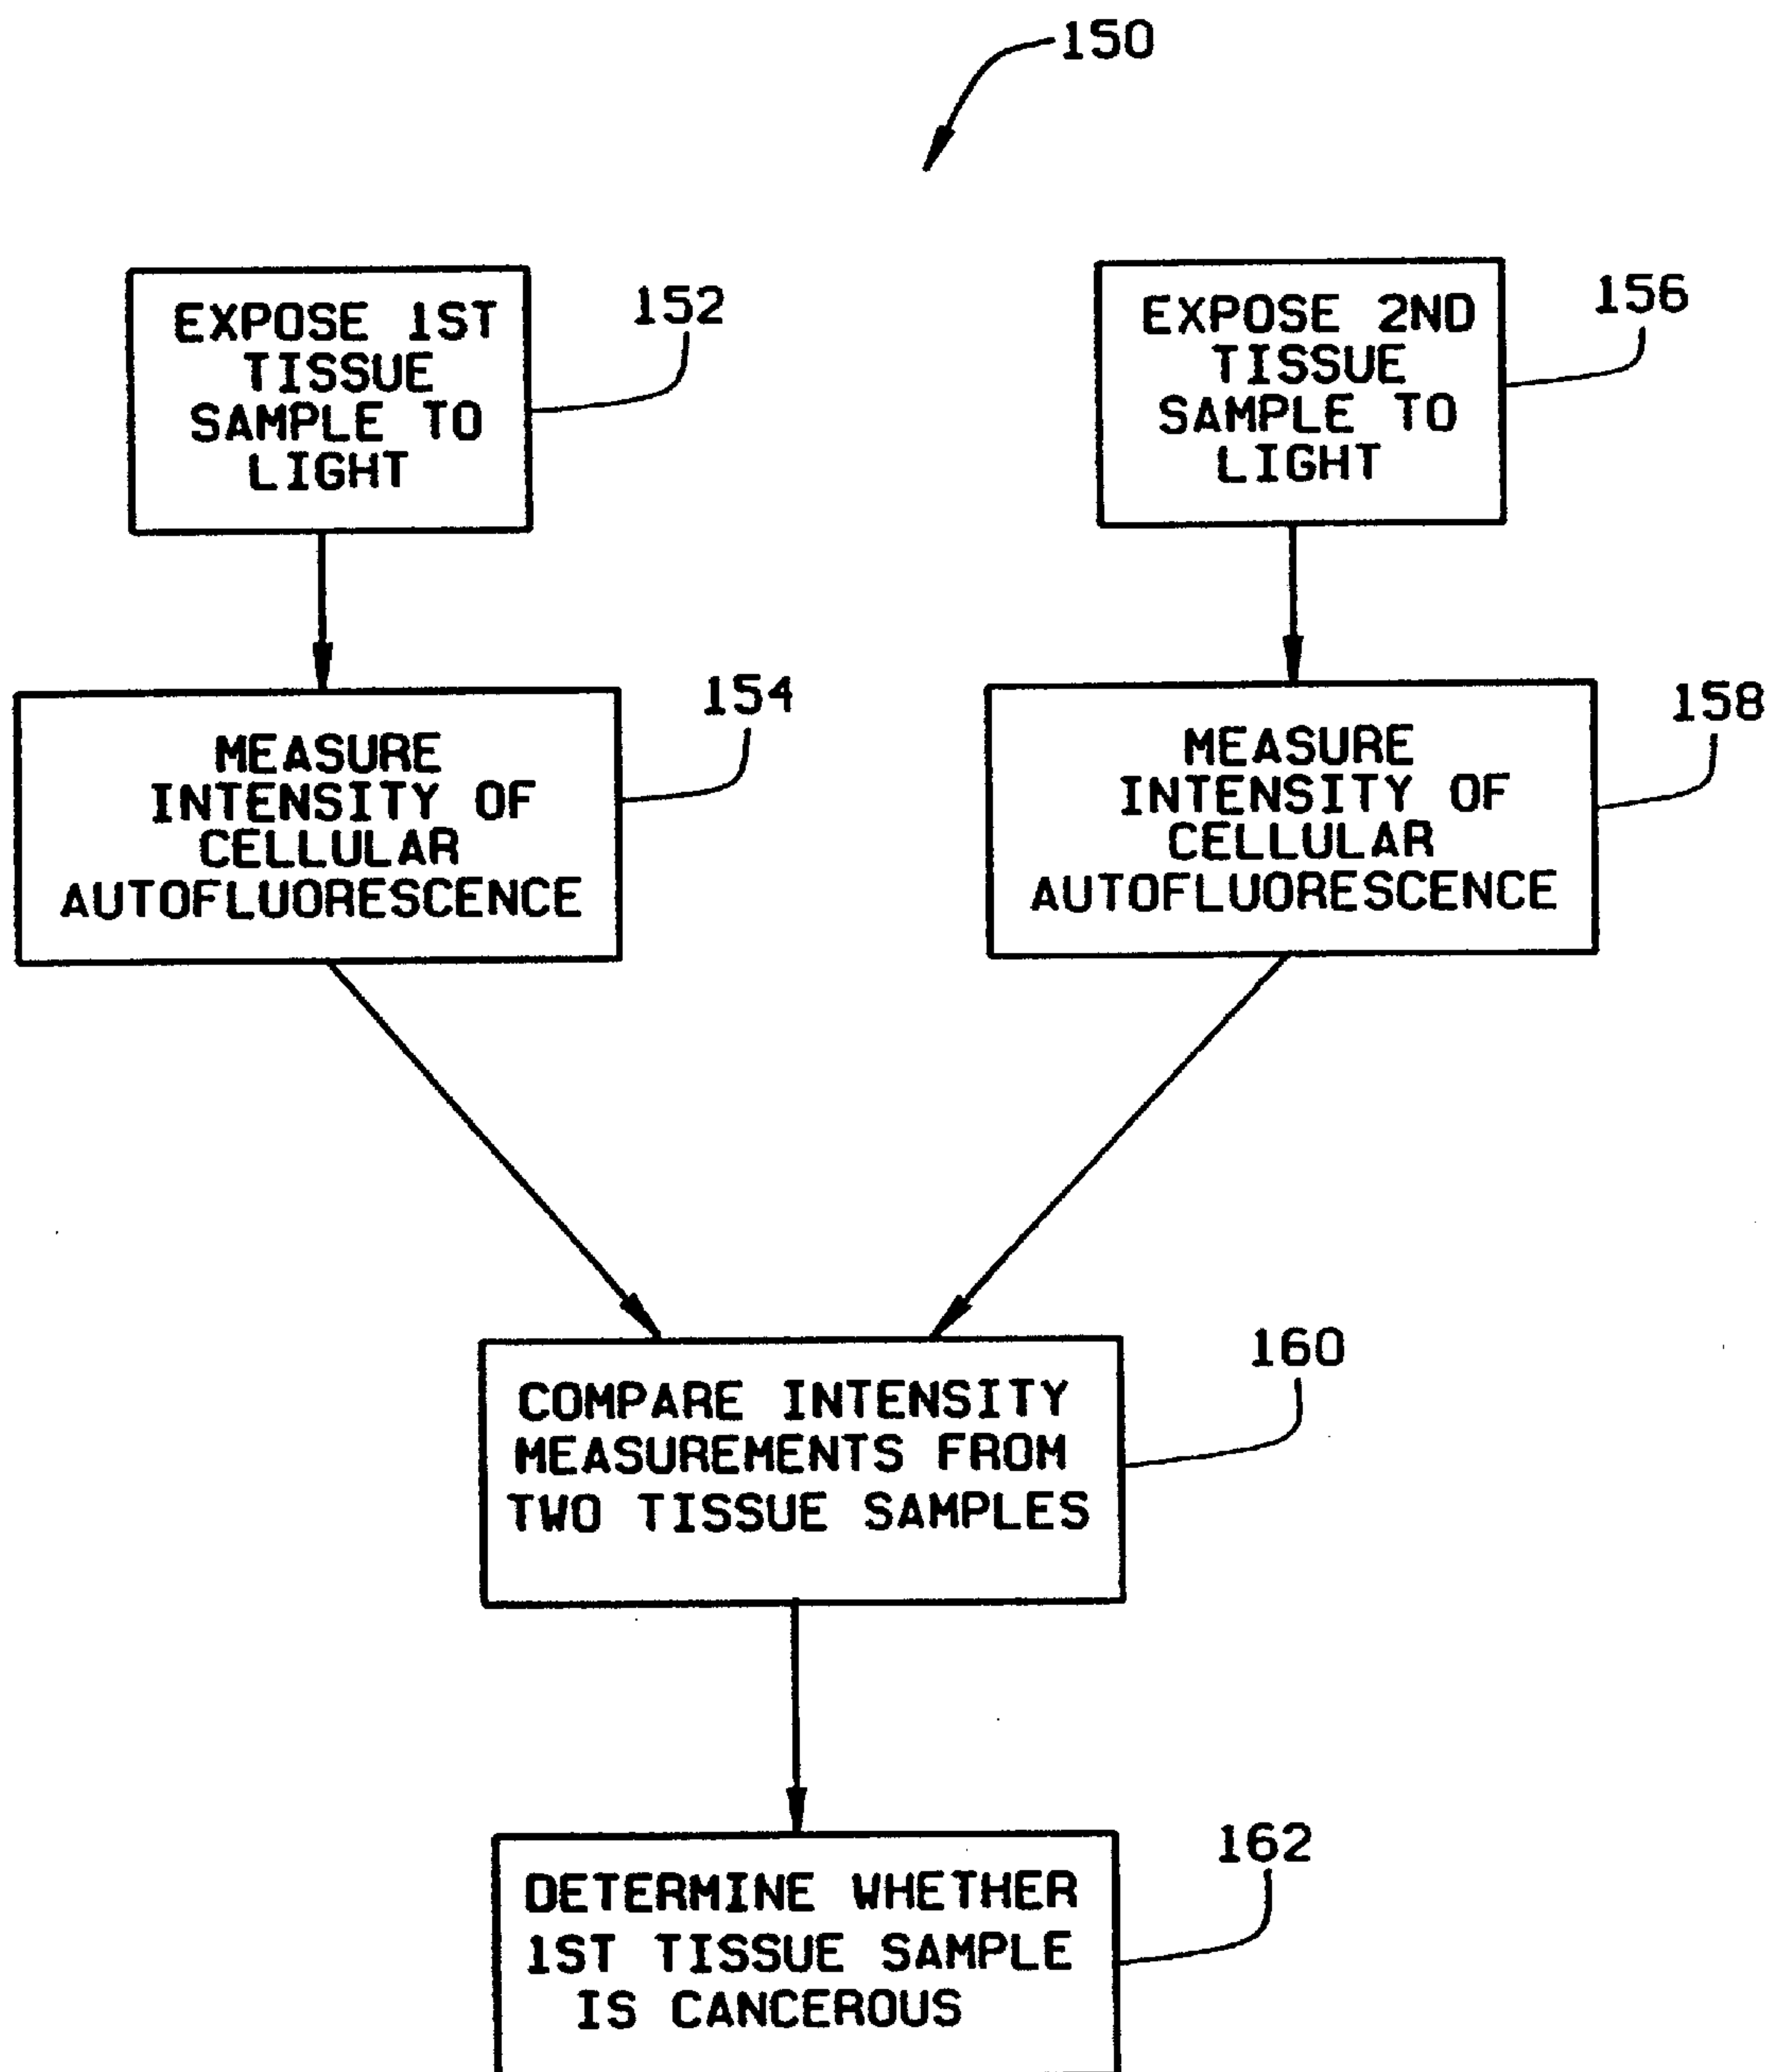 150
EXPOSE 1ST
TISSUE
SAMPLE TO
LIGHT
152
EXPOSE 2ND
TISSUE
SAMPLE TO
LIGHT
156
MEASURE
INTENSITY OF
CELLULAR
AUTOFLUORESCENCE
154
MEASURE
INTENSITY OF
CELLULAR
AUTOFLUORESCENCE
158
COMPARE INTENSITY
MEASUREMENTS FROM
TWO TISSUE SAMPLES
160
DETERMINE WHETHER
1ST TISSUE SAMPLE
IS CANCEROUS
162